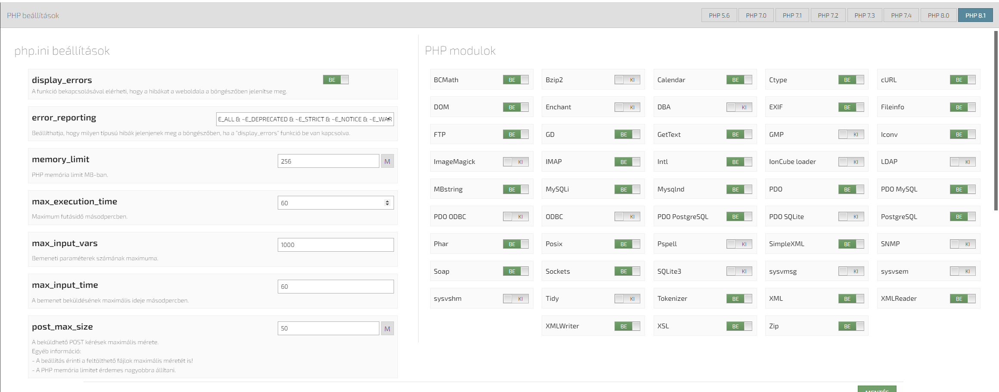 PHP beállítások
PHP 5.6 PHP 7.0 PHP 7.1 PHP 7.2 PHP 7.3 PHP 7.4 PHP 8.0 PHP 8.1
php.ini beállítások
display_errors BE
A funkció bekapcsolásával elérheti, hogy a hibákat a weboldala a böngészőben jelenítse meg.
error_reporting E_ALL & ~E_DEPRECATED & ~E_STRICT & ~E_NOTICE & ~E_WAR
Beállíthatja, hogy milyen típusú hibák jelenjenek meg a böngészőben, ha a "display_errors" funkció be van kapcsolva.
memory_limit 256 M
PHP memória limit MB-ban.
max_execution_time 60
Maximum futásidő másodpercben.
max_input_vars 1000
Bemeneti paraméterek számának maximuma.
max_input_time 60
A bemenet beküldésének maximális ideje másodpercben.
post_max_size 50 M
A beküldhető POST kérések maximális mérete.
Egyéb információ:
- A beállítás érinti a feltölthető fájlok maximális méretét is!
- A PHP memória limitet érdemes nagyobbra állítani.
PHP modulok
BCMath BE Bzip2 KI Calendar BE Ctype BE cURL BE
DOM BE Enchant KI DBA KI EXIF BE Fileinfo BE
FTP BE GD BE GetText BE GMP KI Iconv BE
ImageMagick KI IMAP BE Intl BE IonCube loader KI LDAP KI
MBstring BE MySQLi BE Mysqlnd BE PDO BE PDO MySQL BE
PDO ODBC KI ODBC KI PDO PostgreSQL BE PDO SQLite KI PostgreSQL BE
Phar BE Posix BE Pspell KI SimpleXML BE SNMP KI
Soap BE Sockets BE SQLite3 KI sysvmsg KI sysvsem KI
sysvshm KI Tidy KI Tokenizer BE XML BE XMLReader BE
XMLWriter BE XSL BE Zip BE
MENTÉS